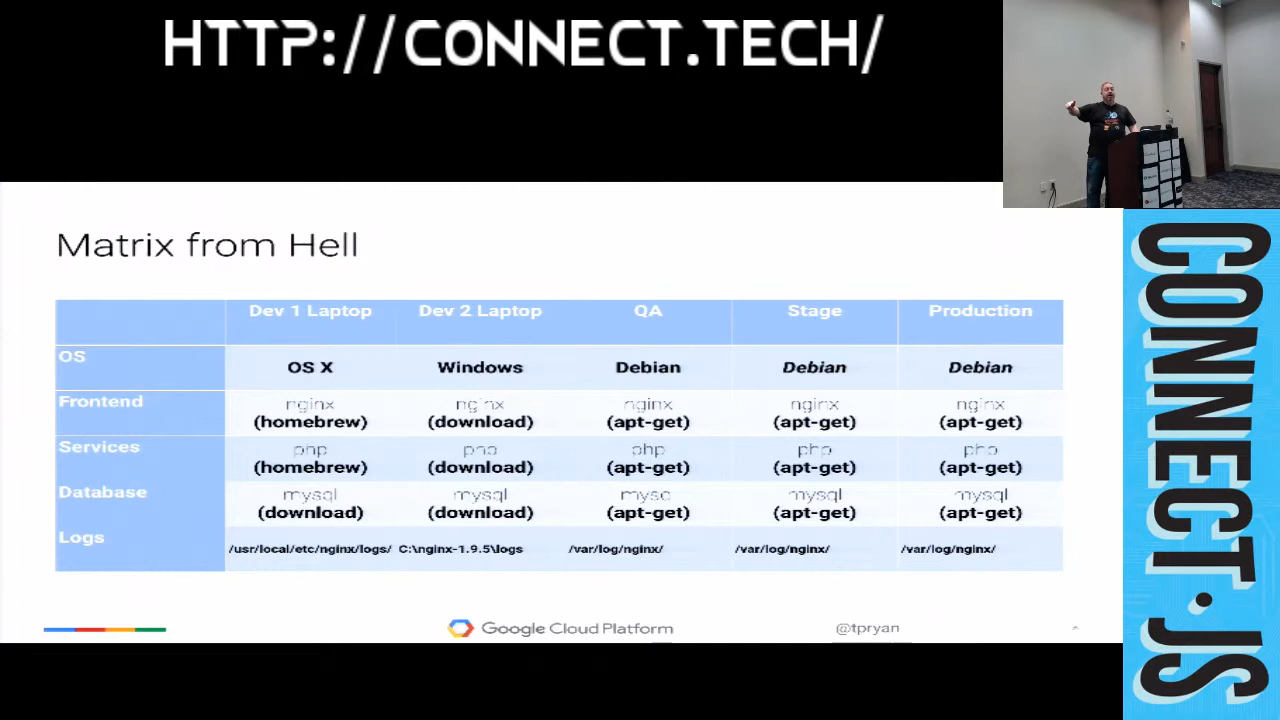 HTTP://CONNECT.TECH/
Matrix from Hell
Dev 1 Laptop Dev 2 Laptop QA Stage Production
OS OS X Windows Debian Debian Debian
Frontend nginx nginx nginx nginx nginx
(homebrew) (download) (apt-get) (apt-get) (apt-get)
Services php php php php php
(homebrew) (download) (apt-get) (apt-get) (apt-get)
Database mysql mysql mysql mysql mysql
(download) (download) (apt-get) (apt-get) (apt-get)
Logs /usr/local/etc/nginx/logs/ C:\nginx-1.9.5\logs /var/log/nginx/ /var/log/nginx/ /var/log/nginx/
Google Cloud Platform @tpryan
CONNECT.JS